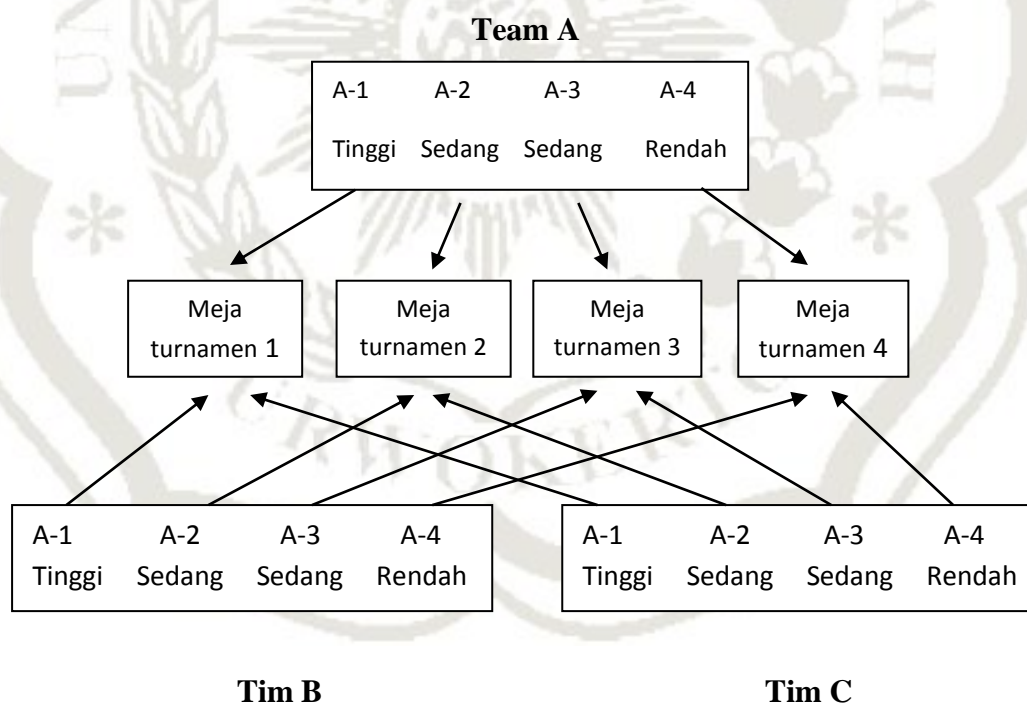 Team A
A-1 A-2 A-3 A-4
Tinggi Sedang Sedang Rendah
Meja
turnamen 1
Meja
turnamen 2
Meja
turnamen 3
Meja
turnamen 4
A-1 A-2 A-3 A-4
Tinggi Sedang Sedang Rendah
A-1 A-2 A-3 A-4
Tinggi Sedang Sedang Rendah
Tim B
Tim C